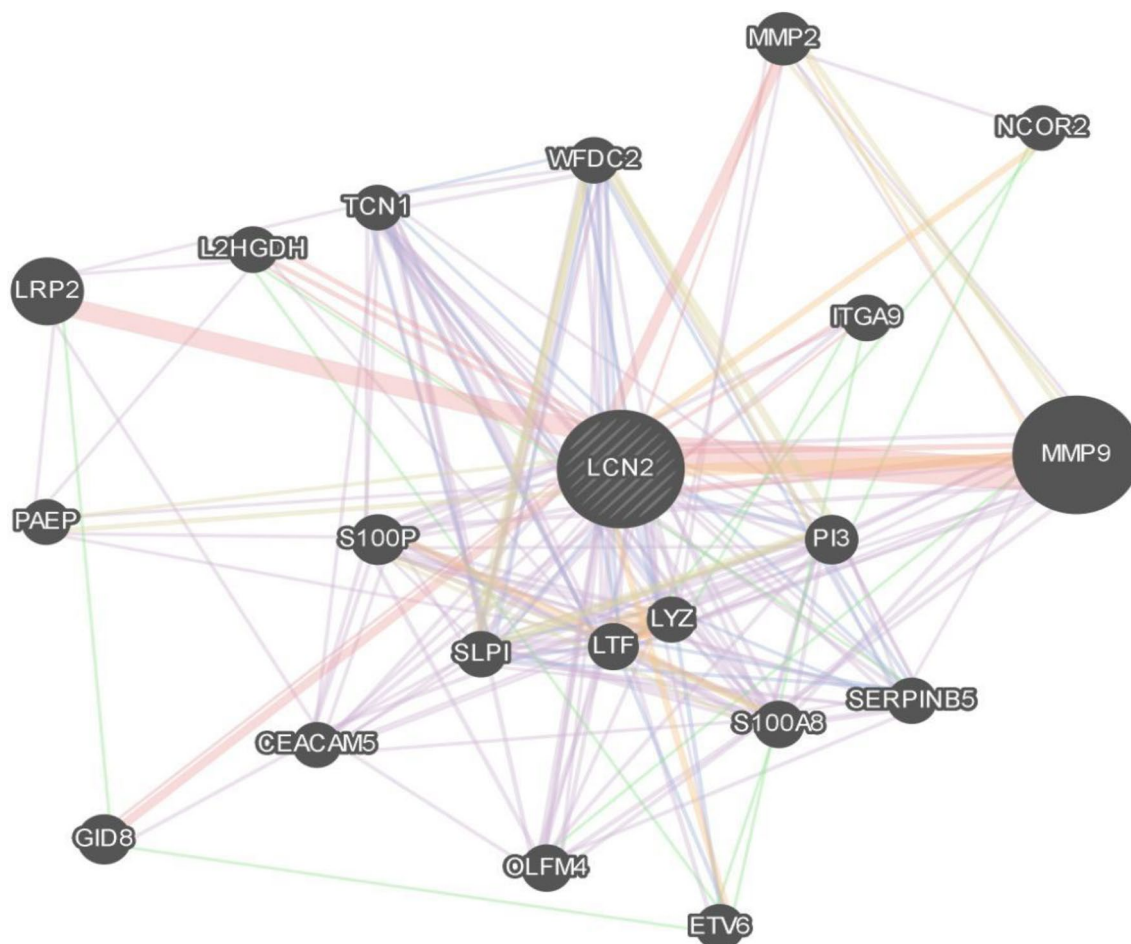 MMP2
NCOR2
WFDC2
TCN1
L2HGDH
LRP2
ITGA9
MMP9
LCN2
PAEP
S100P
PI3
LYZ
LTF
SLPI
SERPINB5
S100A8
CEACAM5
GID8
OLFM4
ETV6